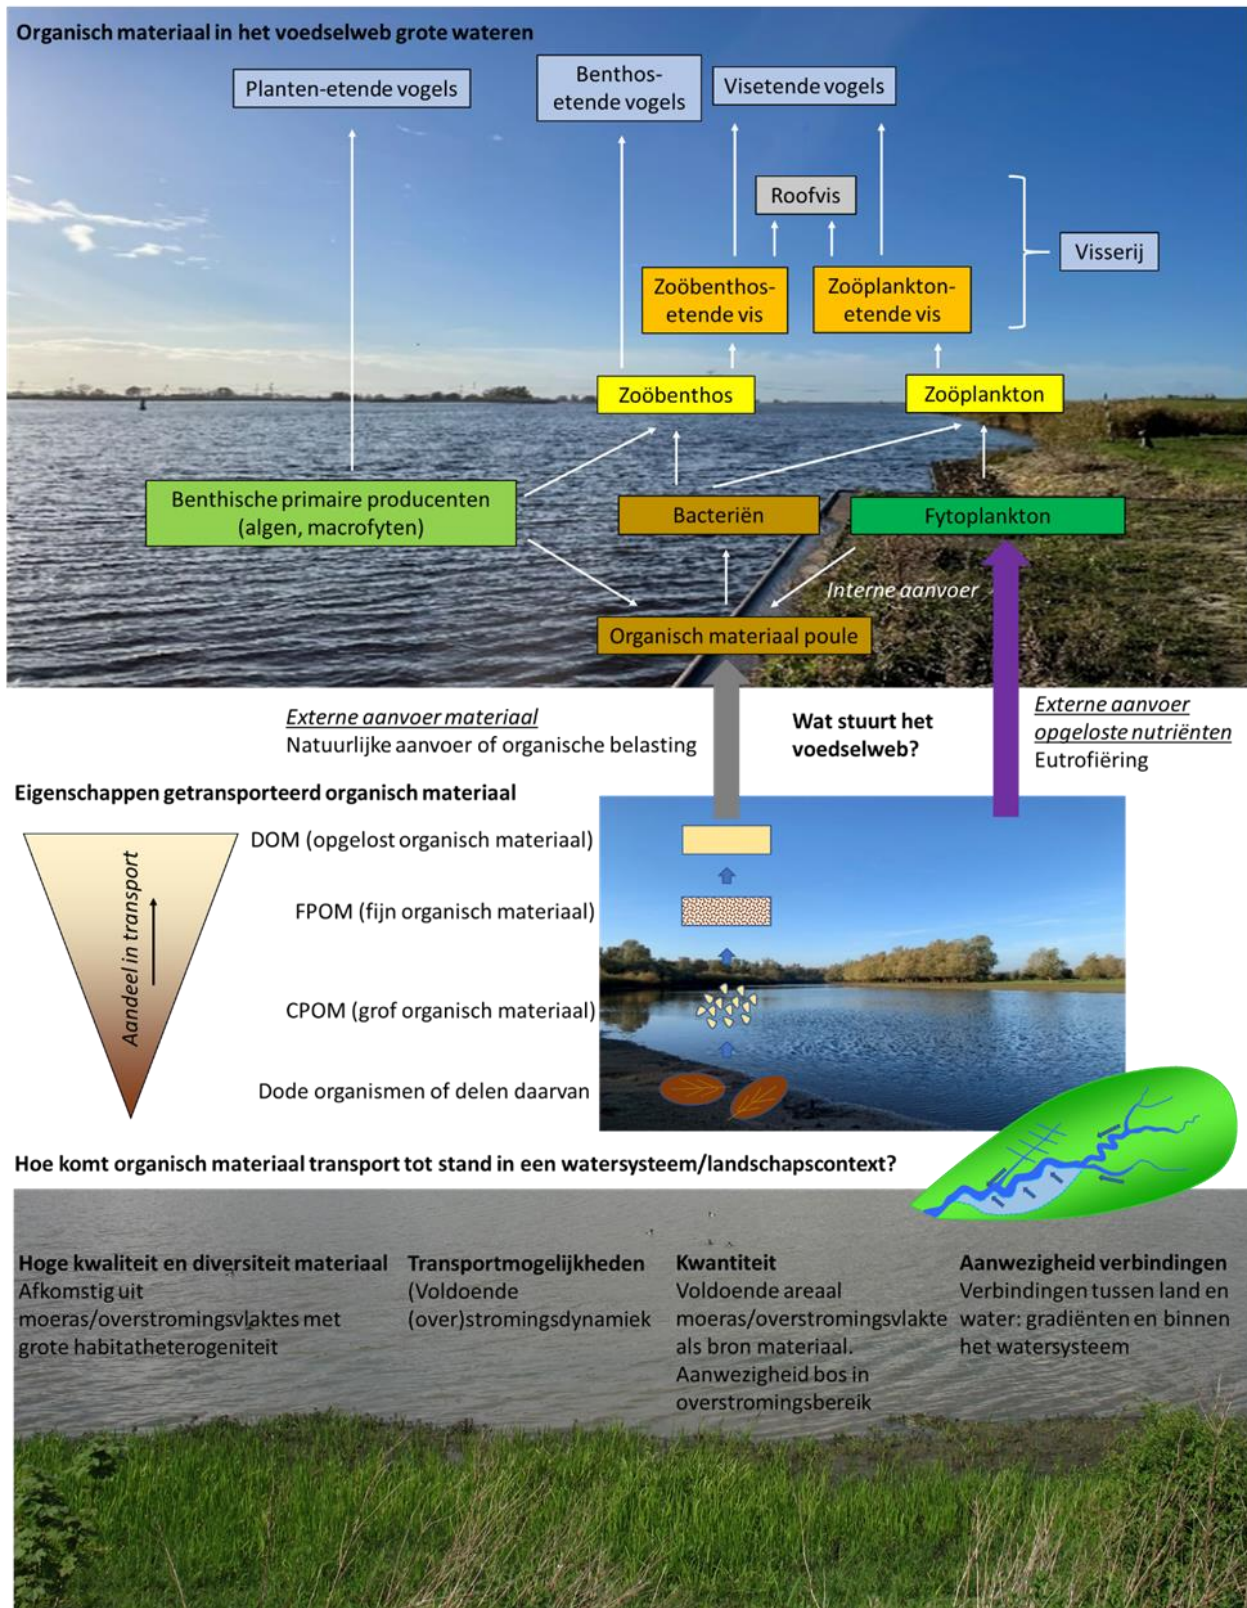 Organisch materiaal in het voedselweb grote wateren
Planten-etende vogels
Benthos-
etende vogels
Visetende vogels
Roofvis
Visserij
Zoöbenthos-
etende vis
Zoöplankton-
etende vis
Zoöbenthos
Zoöplankton
Benthische primaire producenten
(algen, macrofyten)
Bacteriën
Fytoplankton
Interne aanvoer
Organisch materiaal poule
Externe aanvoer materiaal
Natuurlijke aanvoer of organische belasting
Wat stuurt het
voedselweb?
Externe aanvoer
opgeloste nutriënten
Eutrofiëring
Eigenschappen getransporteerd organisch materiaal
Aandeel in transport
DOM (opgelost organisch materiaal)
FPOM (fijn organisch materiaal)
CPOM (grof organisch materiaal)
Dode organismen of delen daarvan
Hoe komt organisch materiaal transport tot stand in een watersysteem/landschapscontext?
Hoge kwaliteit en diversiteit materiaal
Afkomstig uit
moeras/overstromingsvlaktes met
grote habitatheterogeniteit
Transportmogelijkheden
(Voldoende
(over)stromingsdynamiek
Kwantiteit
Voldoende areaal
moeras/overstromingsvlakte
als bron materiaal.
Aanwezigheid bos in
overstromingsbereik
Aanwezigheid verbindingen
Verbindingen tussen land en
water: gradiënten en binnen
het watersysteem